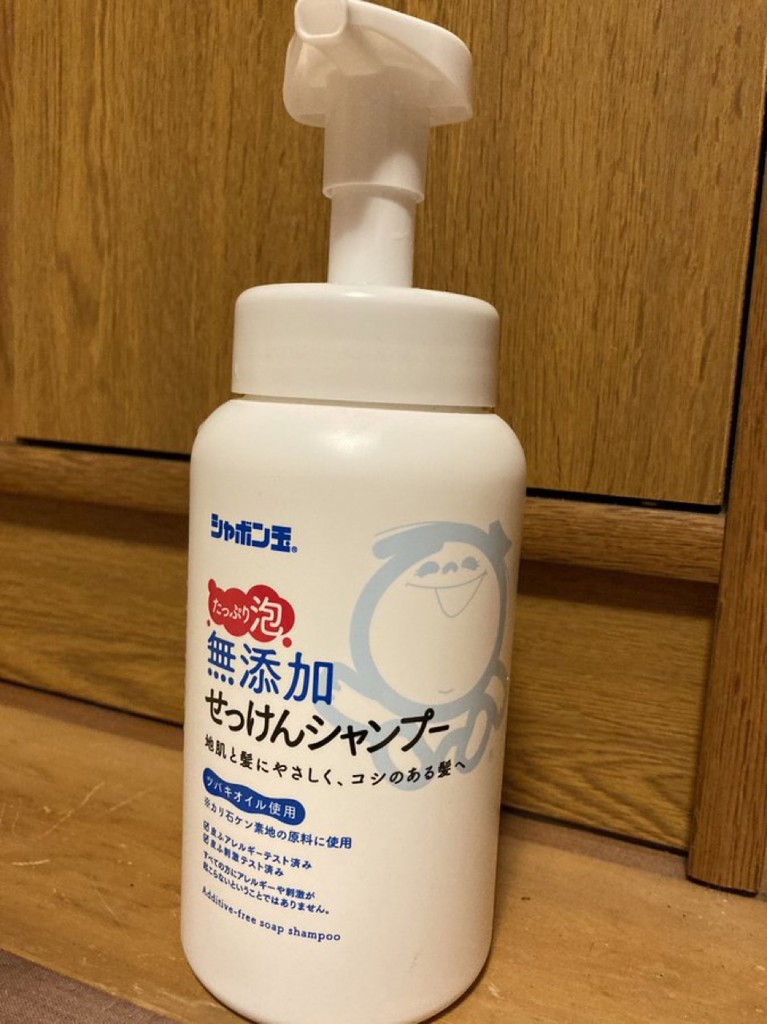 シャボン玉®
たっぷり泡
無添加
せっけんシャンプー
地肌と髪にやさしく、コシのある髪へ
ツバキオイル使用
※カリ石ケン素地の原料に使用
皮ふアレルギーテスト済み
皮ふ刺激テスト済み
すべての方にアレルギーや刺激が
起こらないということではありません。
Additive-free soap shampoo